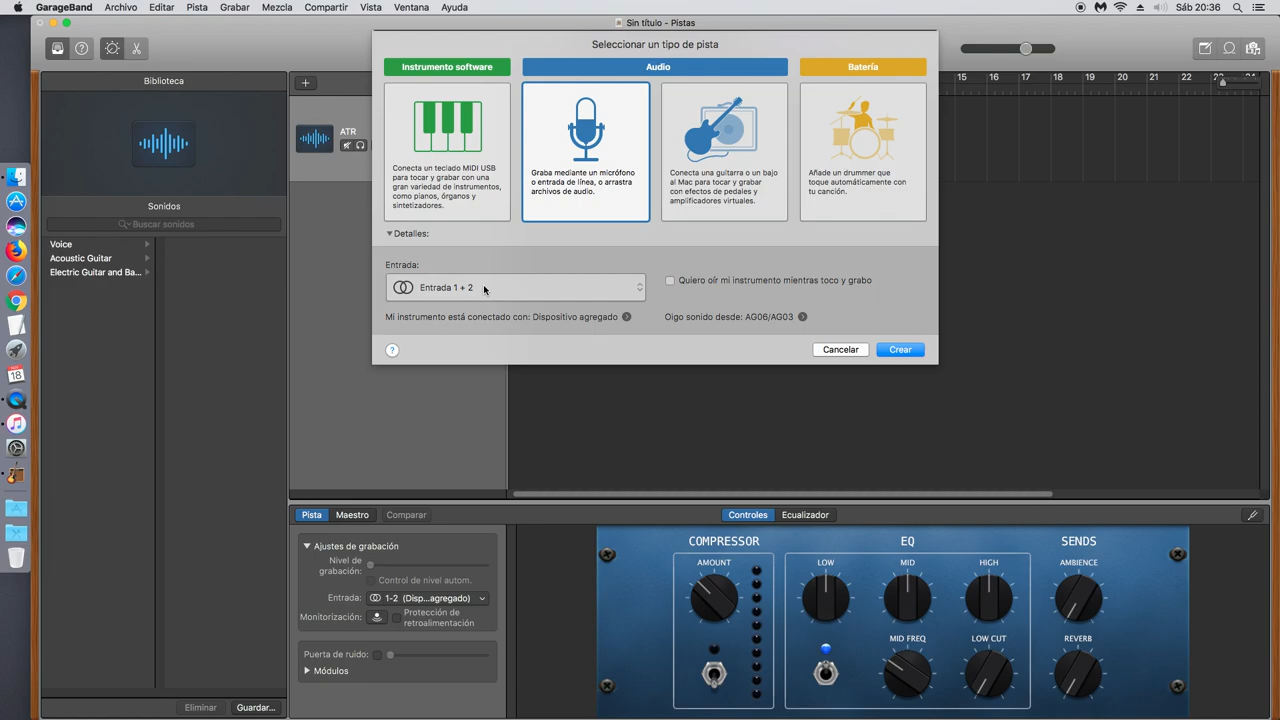 GarageBand Archivo Editar Pista Grabar Mezcla Compartir Vista Ventana Ayuda Sáb 20:36
Sin título - Pistas
Seleccionar un tipo de pista
Instrumento software
Audio
Batería
Biblioteca
15 16 17 18 19 20 21 22 23 24
ATR
Conecta un teclado MIDI USB
para tocar y grabar con una
gran variedad de instrumentos,
como pianos, órganos y
sintetizadores.
Graba mediante un micrófono
o entrada de línea, o arrastra
archivos de audio.
Conecta una guitarra o un bajo
al Mac para tocar y grabar
con efectos de pedales y
amplificadores virtuales.
Añade un drummer que
toque automáticamente con
tu canción.
Sonidos
Buscar sonidos
Voice
Acoustic Guitar
Electric Guitar and Ba...
Detalles:
Entrada:
Entrada 1 + 2
Quiero oír mi instrumento mientras toco y grabo
Mi instrumento está conectado con: Dispositivo agregado
Oigo sonido desde: AG06/AG03
?
Cancelar
Crear
18
Pista Maestro Comparar
Controles Ecualizador
Ajustes de grabación
Nivel de
grabación:
Control de nivel autom.
Entrada: 1-2 (Disp...agregado)
Monitorización: Protección de
retroalimentación
Puerta de ruido:
Módulos
Eliminar Guardar...
COMPRESSOR
EQ
SENDS
AMOUNT
LOW
MID
HIGH
AMBIENCE
MID FREQ
LOW CUT
REVERB